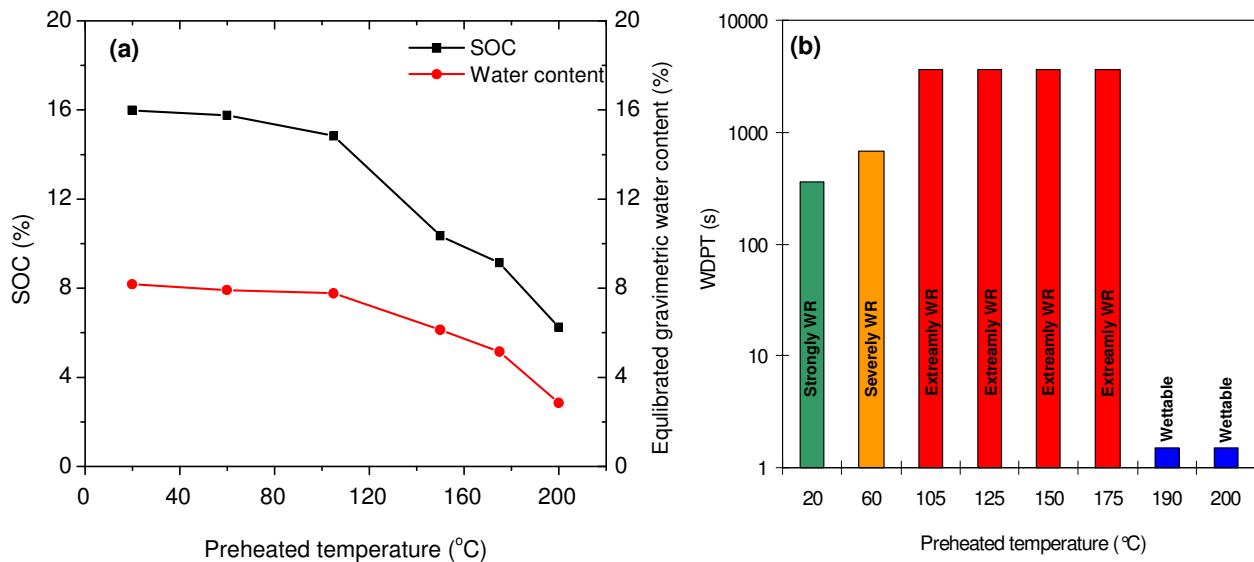 (a)
SOC
Water content
20
16
12
8
4
0
SOC (%)
20
16
12
8
4
0
Equlibrated gravimetric water content (%)
0 40 80 120 160 200
Preheated temperature (°C)
(b)
10000
1000
100
10
1
WDPT (s)
Strongly WR
Severely WR
Extreamly WR
Extreamly WR
Extreamly WR
Extreamly WR
Wettable
Wettable
20 60 105 125 150 175 190 200
Preheated temperature (°C)